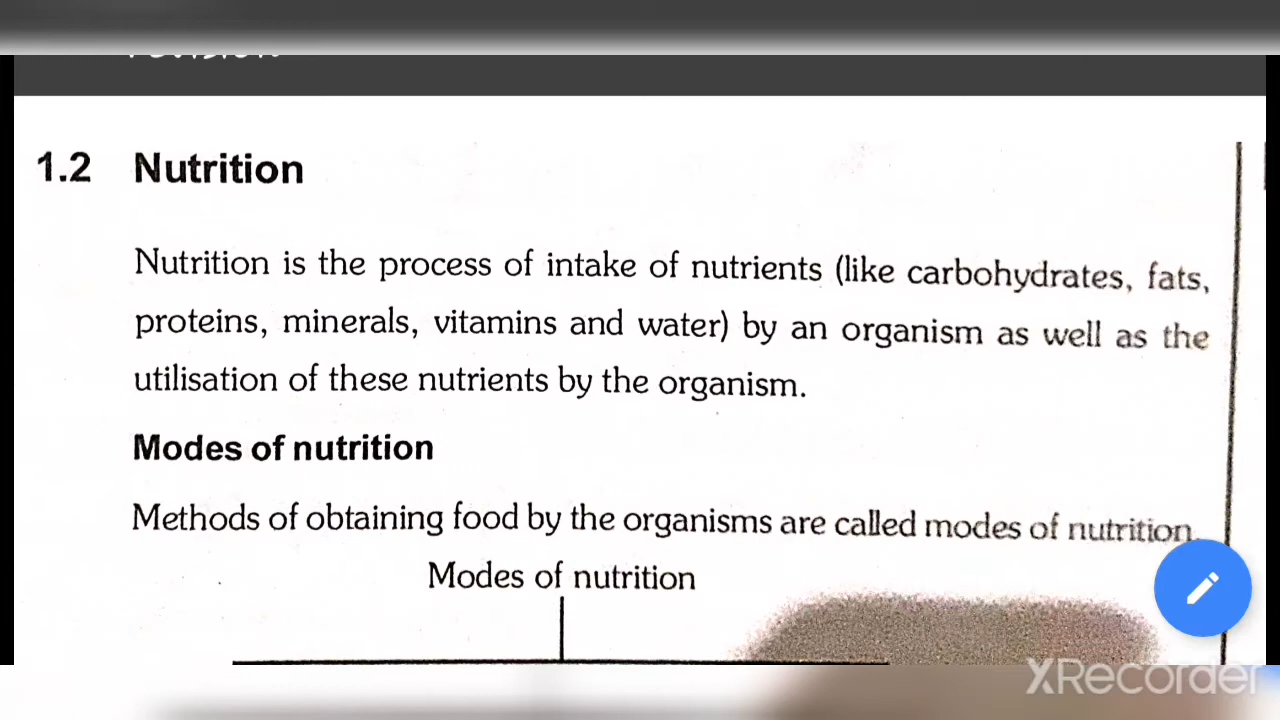 1.2 Nutrition
Nutrition is the process of intake of nutrients (like carbohydrates, fats,
proteins, minerals, vitamins and water) by an organism as well as the
utilisation of these nutrients by the organism.
Modes of nutrition
Methods of obtaining food by the organisms are called modes of nutrition.
Modes of nutrition
XRecorder